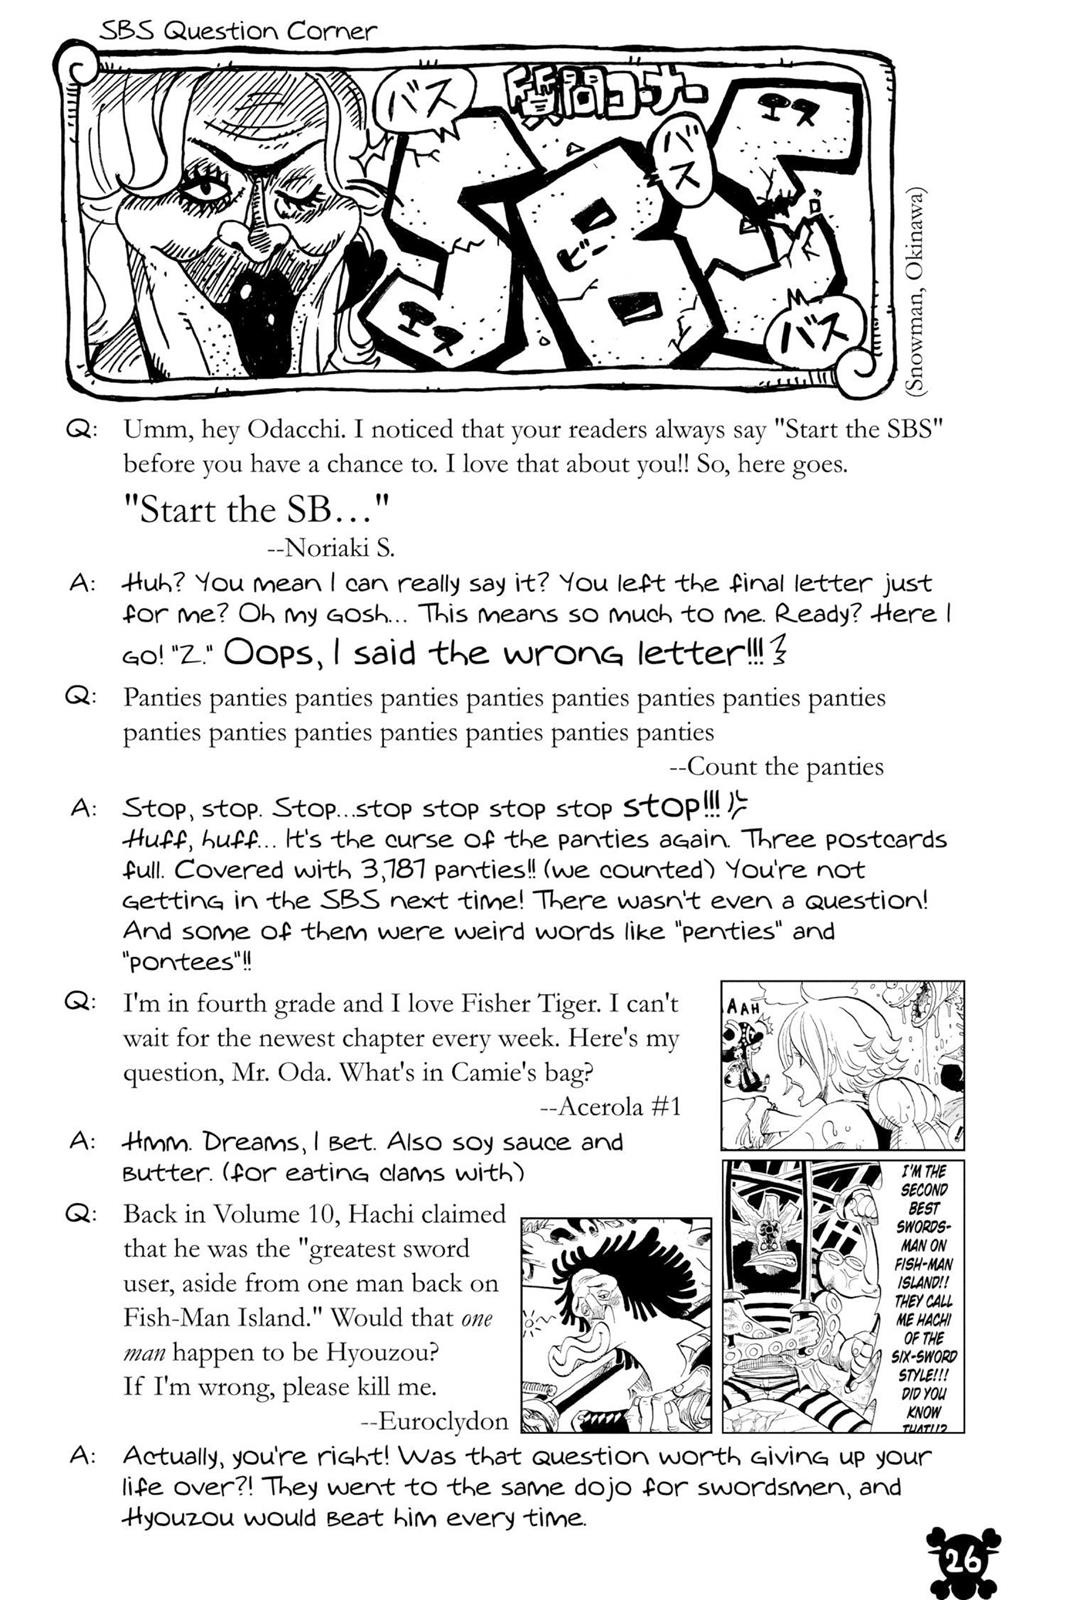 SBS Question Corner
バス
質問コーナー
エス
バス
ビー
エス
バス
(Snowman, Okinawa)
Q: Umm, hey Odacchi. I noticed that your readers always say "Start the SBS"
before you have a chance to. I love that about you!! So, here goes.
"Start the SB..."
--Noriaki S.
A: Huh? You mean I can really say it? You left the final letter just
for me? Oh my gosh... This means so much to me. Ready? Here I
go! "Z." Oops, I said the wrong letter!!!
Q: Panties panties panties panties panties panties panties panties panties
panties panties panties panties panties panties panties
--Count the panties
A: Stop, stop. Stop...stop stop stop stop stop!!!
Huff, huff... It's the curse of the panties again. Three postcards
full. Covered with 3,787 panties!! (we counted) You're not
getting in the SBS next time! There wasn't even a question!
And some of them were weird words like "penties" and
"pontees"!!
Q: I'm in fourth grade and I love Fisher Tiger. I can't
wait for the newest chapter every week. Here's my
question, Mr. Oda. What's in Camie's bag?
--Acerola #1
AAH
A: Hmm. Dreams, I bet. Also soy sauce and
butter. (for eating clams with)
Q: Back in Volume 10, Hachi claimed
that he was the "greatest sword
user, aside from one man back on
Fish-Man Island." Would that one
man happen to be Hyouzou?
If I'm wrong, please kill me.
--Euroclydon
I'M THE
SECOND
BEST
SWORDS-
MAN ON
FISH-MAN
ISLAND!!
THEY CALL
ME HACHI
OF THE
SIX-SWORD
STYLE!!!
DID YOU
KNOW
THAT!!?
A: Actually, you're right! Was that question worth giving up your
life over?! They went to the same dojo for swordsmen, and
Hyouzou would beat him every time.
26